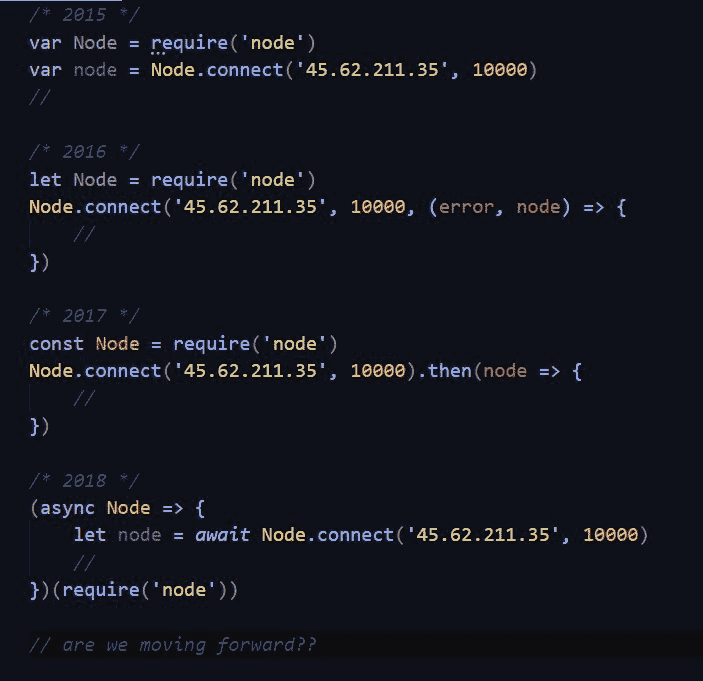 /* 2015 */
var Node = require('node')
var node = Node.connect('45.62.211.35', 10000)
//
/* 2016 */
let Node = require('node')
Node.connect('45.62.211.35', 10000, (error, node) => {
//
})
/* 2017 */
const Node = require('node')
Node.connect('45.62.211.35', 10000).then(node => {
//
})
/* 2018 */
(async Node => {
let node = await Node.connect('45.62.211.35', 10000)
//
})(require('node'))
// are we moving forward??